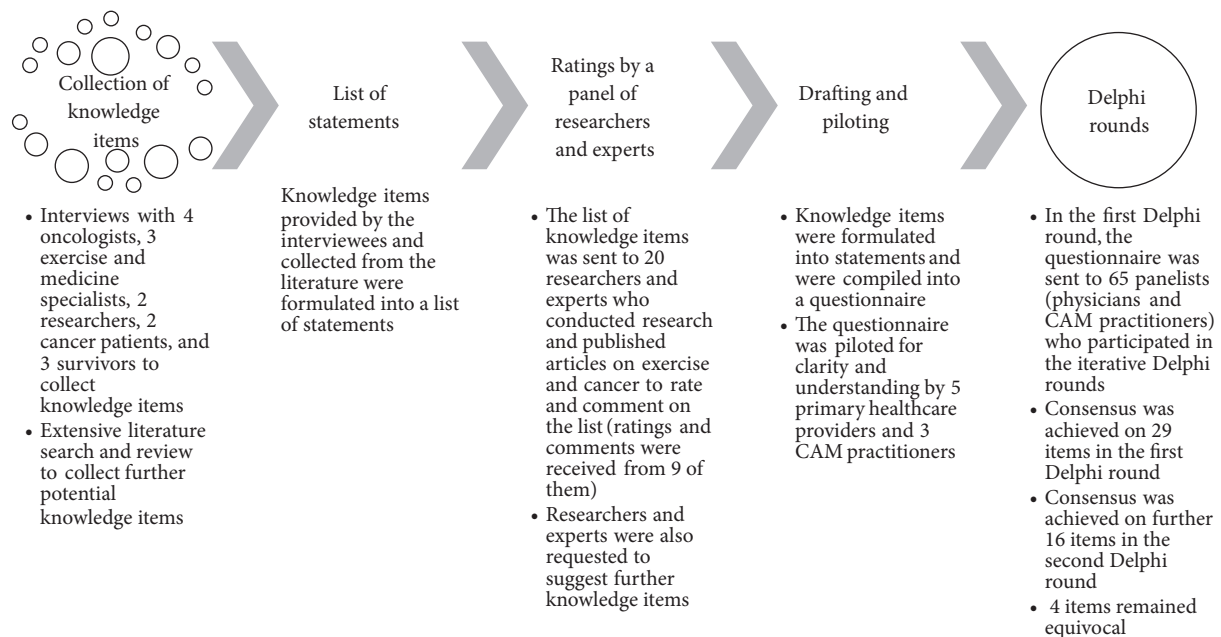 Collection of
knowledge
items
List of
statements
Ratings by a
panel of
researchers
and experts
Drafting and
piloting
Delphi
rounds
• Interviews with 4
oncologists, 3
exercise and
medicine
specialists, 2
researchers, 2
cancer patients, and
3 survivors to
collect
knowledge items
• Extensive literature
search and review
to collect further
potential
knowledge items
Knowledge items
provided by the
interviewees and
collected from the
literature were
formulated into a list
of statements
• The list of
knowledge items
was sent to 20
researchers and
experts who
conducted research
and published
articles on exercise
and cancer to rate
and comment on
the list (ratings and
comments were
received from 9 of
them)
• Researchers and
experts were also
requested to
suggest further
knowledge items
• Knowledge items
were formulated
into statements and
were compiled into
a questionnaire
• The questionnaire
was piloted for
clarity and
understanding by 5
primary healthcare
providers and 3
CAM practitioners
• In the first Delphi
round, the
questionnaire was
sent to 65 panelists
(physicians and
CAM practitioners)
who participated in
the iterative Delphi
rounds
• Consensus was
achieved on 29
items in the first
Delphi round
• Consensus was
achieved on further
16 items in the
second Delphi
round
• 4 items remained
equivocal